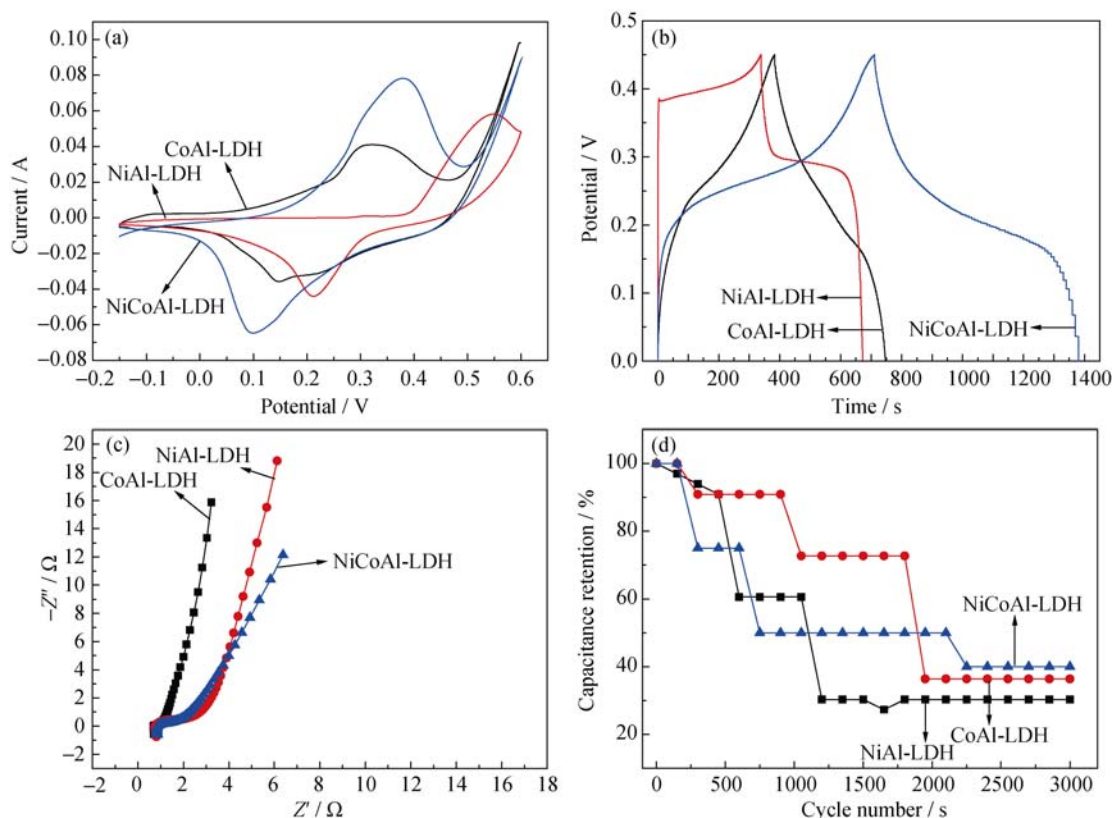 (a)
0.10
0.08
0.06
0.04
0.02
0.00
−0.02
−0.04
−0.06
−0.08
Current / A
CoAl-LDH
NiAl-LDH
NiCoAl-LDH
−0.2 −0.1 0.0 0.1 0.2 0.3 0.4 0.5 0.6
Potential / V
(b)
0.5
0.4
0.3
0.2
0.1
0.0
Potential / V
NiAl-LDH
CoAl-LDH
NiCoAl-LDH
0 200 400 600 800 1000 1200 1400
Time / s
(c)
20
18
16
14
12
10
8
6
4
2
0
−2
−Z″ / Ω
NiAl-LDH
CoAl-LDH
NiCoAl-LDH
−2 0 2 4 6 8 10 12 14 16 18
Z′ / Ω
(d)
100
80
60
40
20
Capacitance retention / %
NiCoAl-LDH
CoAl-LDH
NiAl-LDH
0 500 1000 1500 2000 2500 3000
Cycle number / s